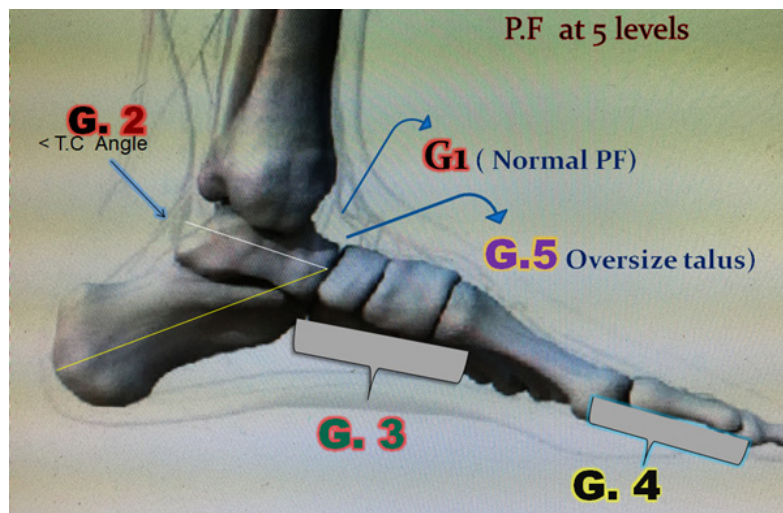 P.F at 5 levels
G. 2
< T.C Angle
G1 ( Normal PF)
G.5 Oversize talus)
G. 3
G. 4